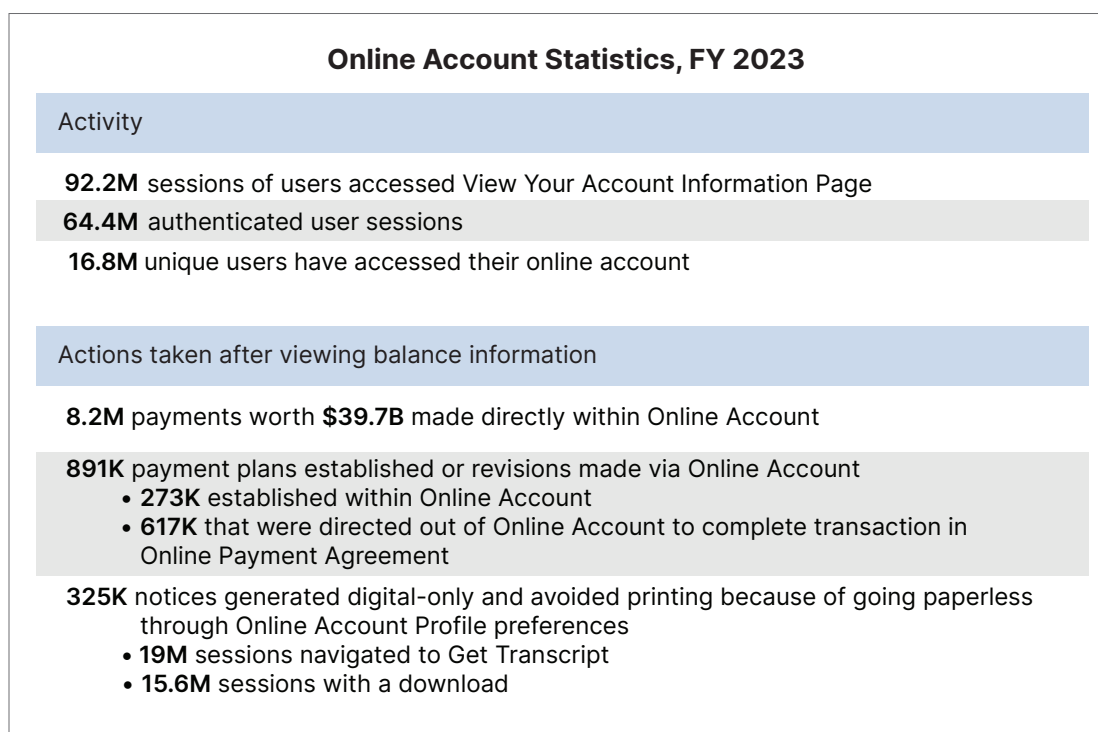 Online Account Statistics, FY 2023
Activity
92.2M sessions of users accessed View Your Account Information Page
64.4M authenticated user sessions
16.8M unique users have accessed their online account
Actions taken after viewing balance information
8.2M payments worth $39.7B made directly within Online Account
891K payment plans established or revisions made via Online Account
• 273K established within Online Account
• 617K that were directed out of Online Account to complete transaction in
Online Payment Agreement
325K notices generated digital-only and avoided printing because of going paperless
through Online Account Profile preferences
• 19M sessions navigated to Get Transcript
• 15.6M sessions with a download